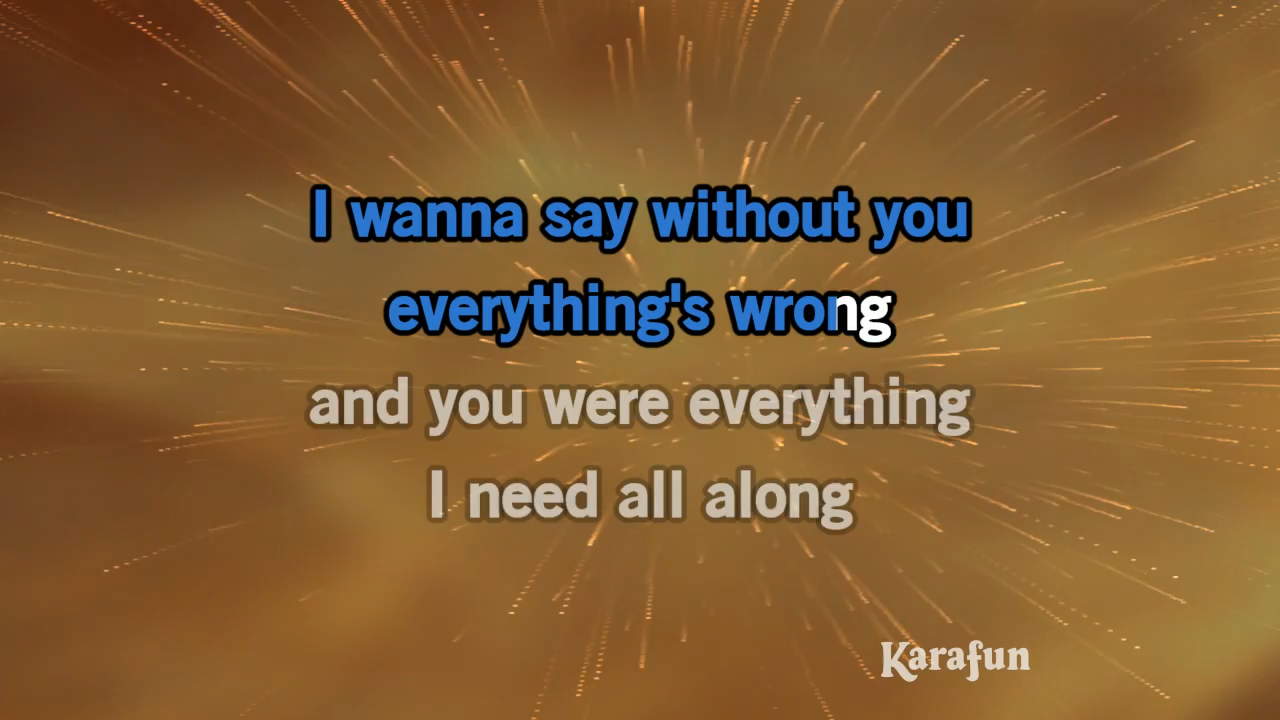 I wanna say without you
everything's wrong
and you were everything
I need all along
Karafun